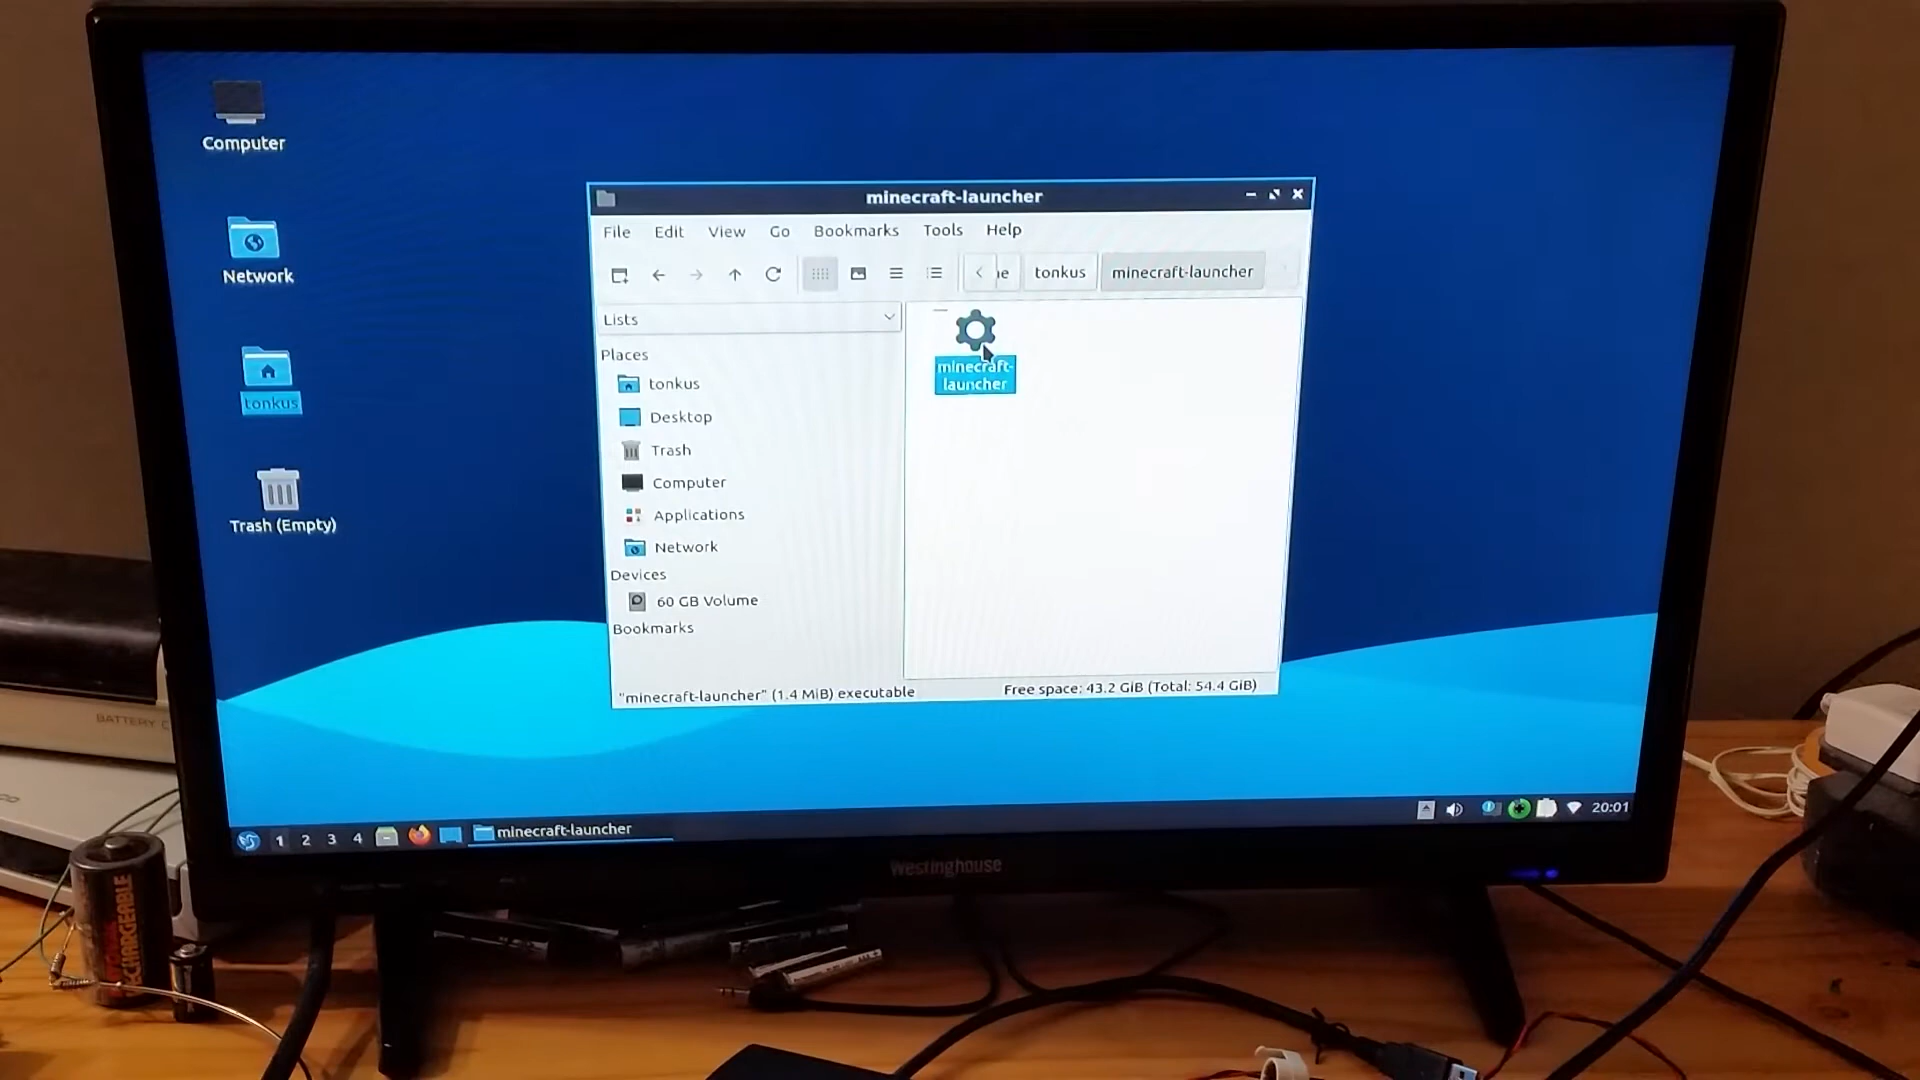 Computer
Network
tonkus
Trash (Empty)
minecraft-launcher
File Edit View Go Bookmarks Tools Help
tonkus minecraft-launcher
Lists
Places
tonkus
Desktop
Trash
Computer
Applications
Network
Devices
60 GB Volume
Bookmarks
minecraft-
launcher
"minecraft-launcher" (1.4 MiB) executable
Free space: 43.2 GiB (Total: 54.4 GiB)
1 2 3 4 minecraft-launcher
20:01
Westinghouse
BATTERY
RECHARGEABLE